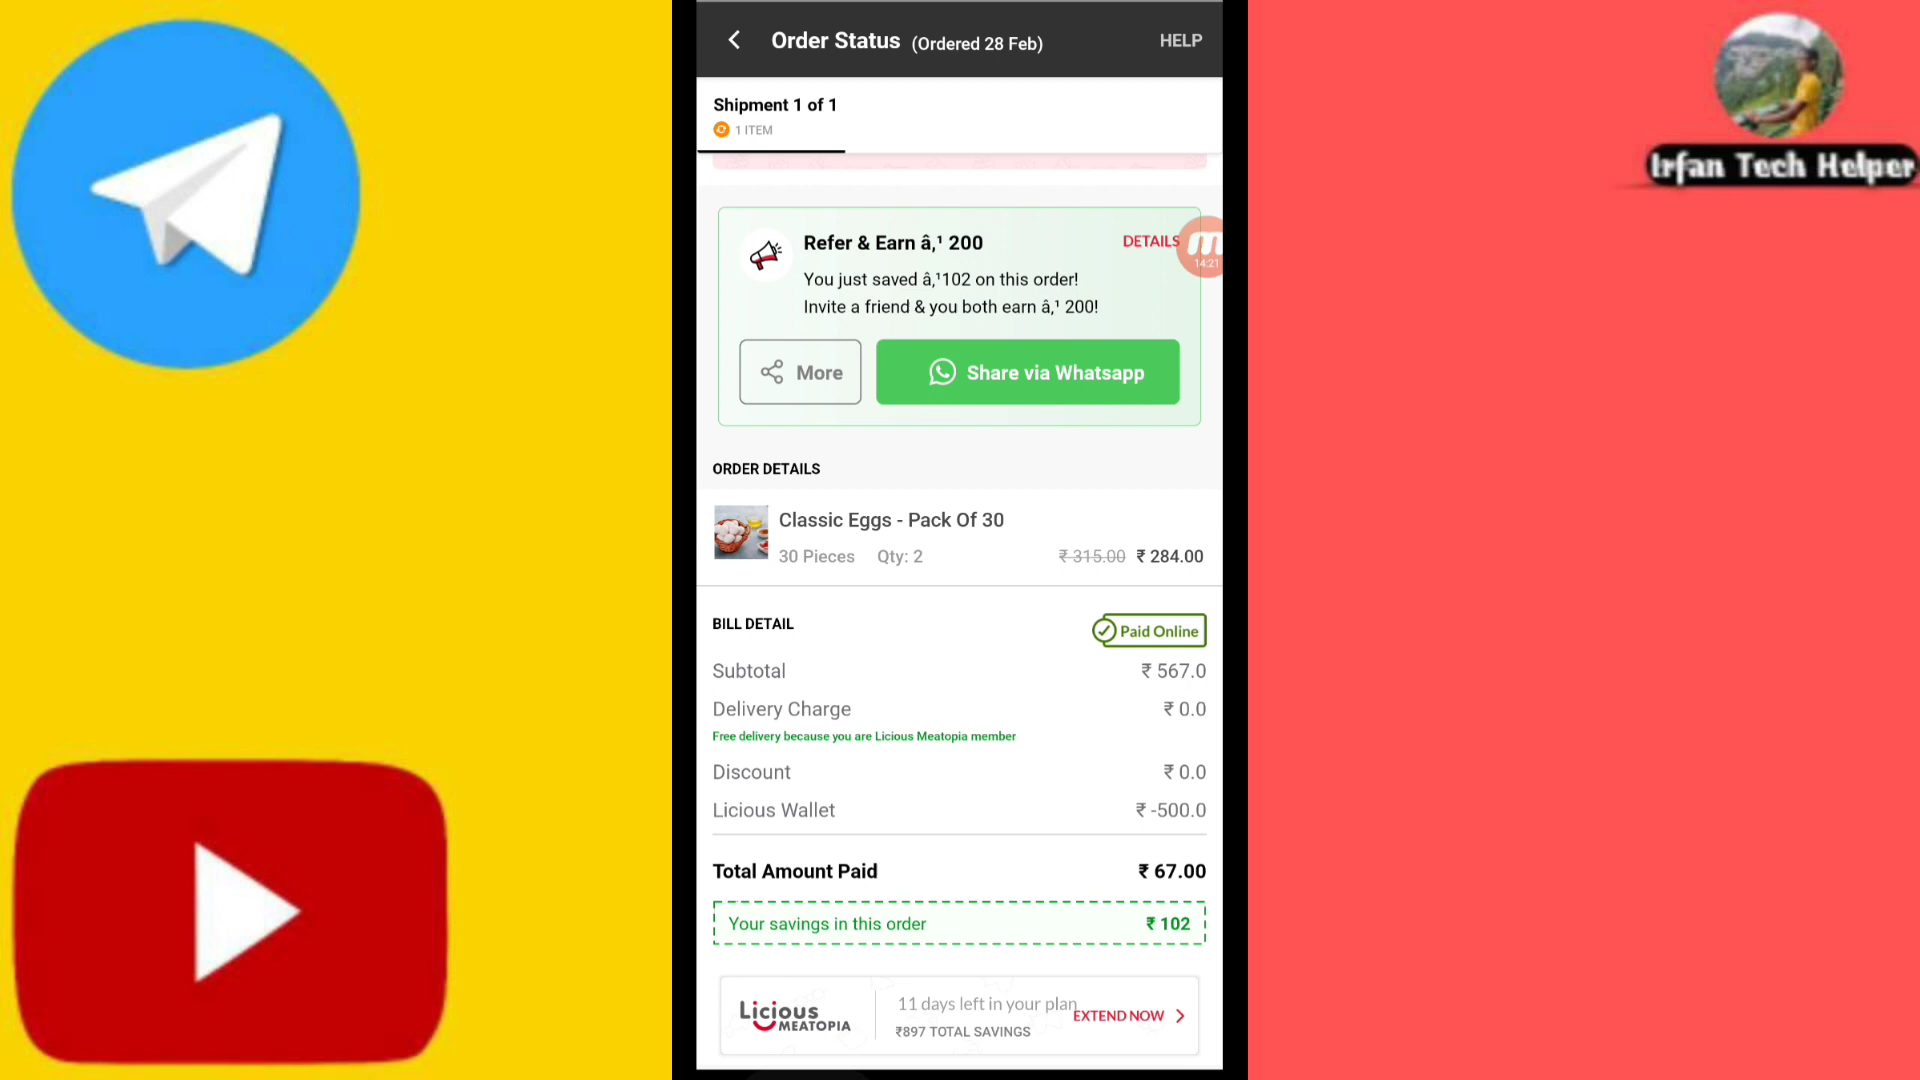 Order Status (Ordered 28 Feb) HELP
Irfan Tech Helper
Shipment 1 of 1
1 ITEM
Refer & Earn â‚¹ 200 DETAILS
14:21
You just saved â‚¹102 on this order!
Invite a friend & you both earn â‚¹ 200!
More Share via Whatsapp
ORDER DETAILS
Classic Eggs - Pack Of 30
30 Pieces Qty: 2 ₹ 315.00 ₹ 284.00
BILL DETAIL Paid Online
Subtotal ₹ 567.0
Delivery Charge ₹ 0.0
Free delivery because you are Licious Meatopia member
Discount ₹ 0.0
Licious Wallet ₹ -500.0
Total Amount Paid ₹ 67.00
Your savings in this order ₹ 102
Licious MEATOPIA
11 days left in your plan
₹897 TOTAL SAVINGS
EXTEND NOW